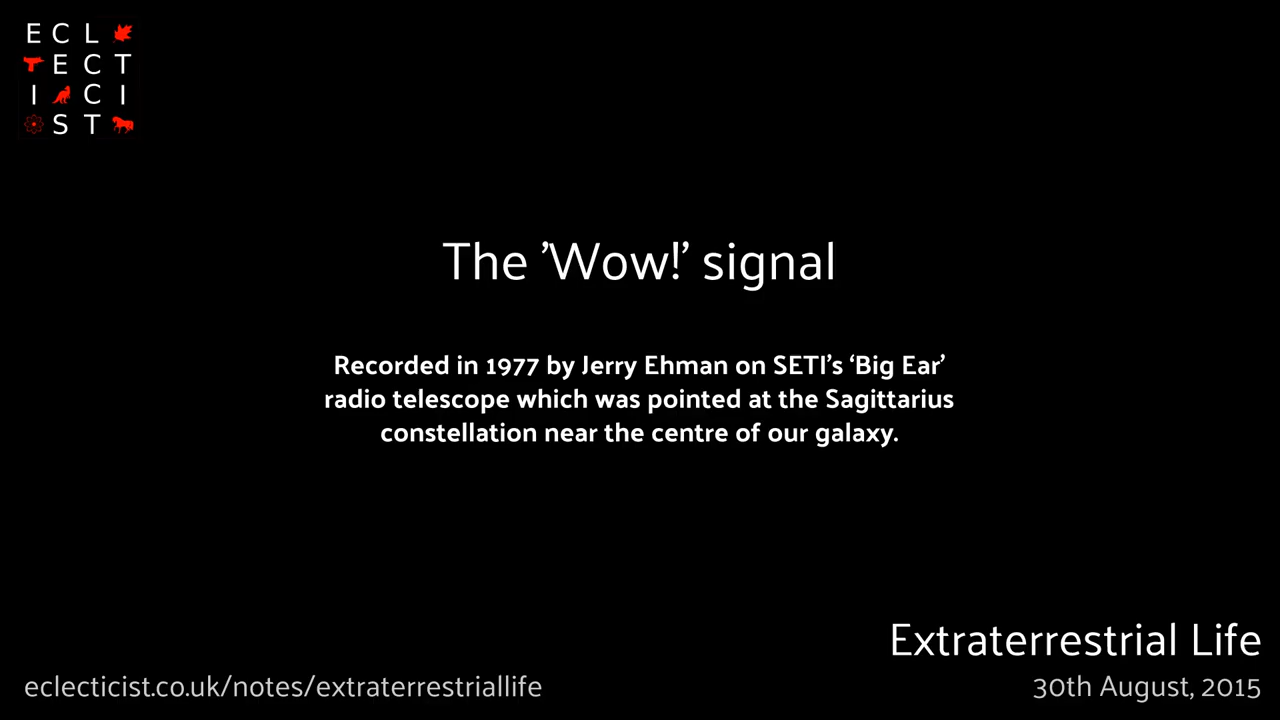 E C L
E C T
I C I
S T
The 'Wow!' signal
Recorded in 1977 by Jerry Ehman on SETI's ‘Big Ear’
radio telescope which was pointed at the Sagittarius
constellation near the centre of our galaxy.
Extraterrestrial Life
eclecticist.co.uk/notes/extraterrestriallife
30th August, 2015